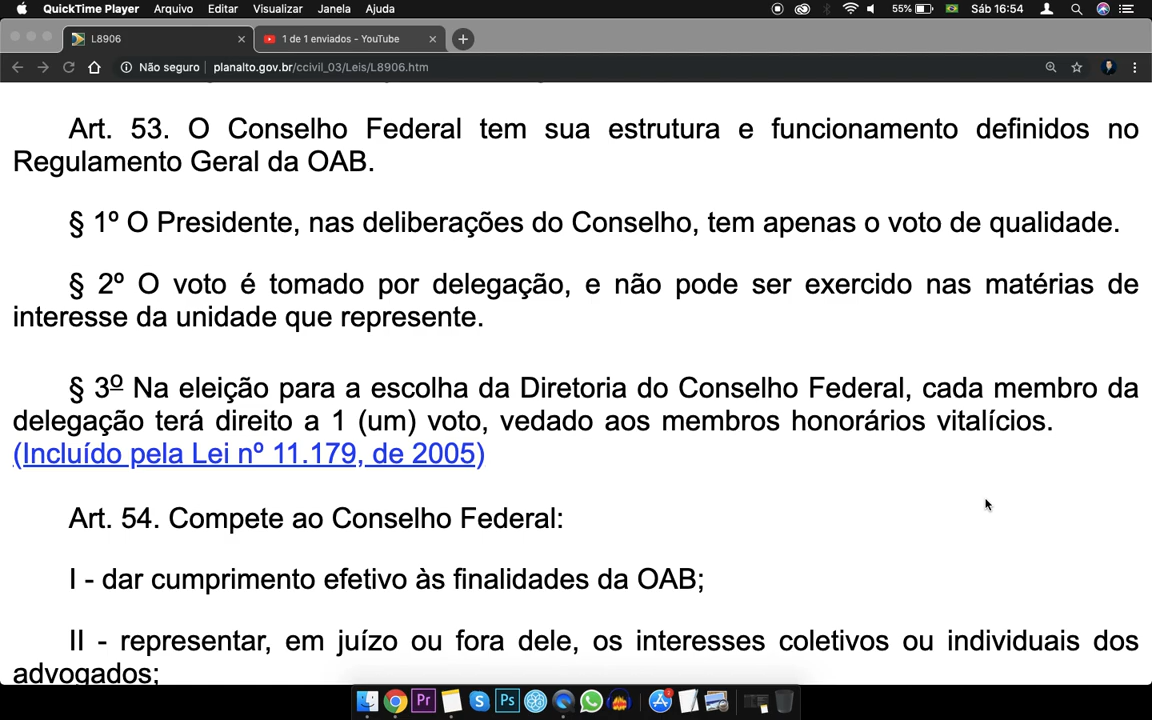 QuickTime Player Arquivo Editar Visualizar Janela Ajuda 55% Sáb 16:54
L8906 1 de 1 enviados - YouTube
Não seguro planalto.gov.br/ccivil_03/Leis/L8906.htm
Art. 53. O Conselho Federal tem sua estrutura e funcionamento definidos no
Regulamento Geral da OAB.
§ 1º O Presidente, nas deliberações do Conselho, tem apenas o voto de qualidade.
§ 2º O voto é tomado por delegação, e não pode ser exercido nas matérias de
interesse da unidade que represente.
§ 3º Na eleição para a escolha da Diretoria do Conselho Federal, cada membro da
delegação terá direito a 1 (um) voto, vedado aos membros honorários vitalícios.
(Incluído pela Lei nº 11.179, de 2005)
Art. 54. Compete ao Conselho Federal:
I - dar cumprimento efetivo às finalidades da OAB;
II - representar, em juízo ou fora dele, os interesses coletivos ou individuais dos
advogados;
Pr Ps